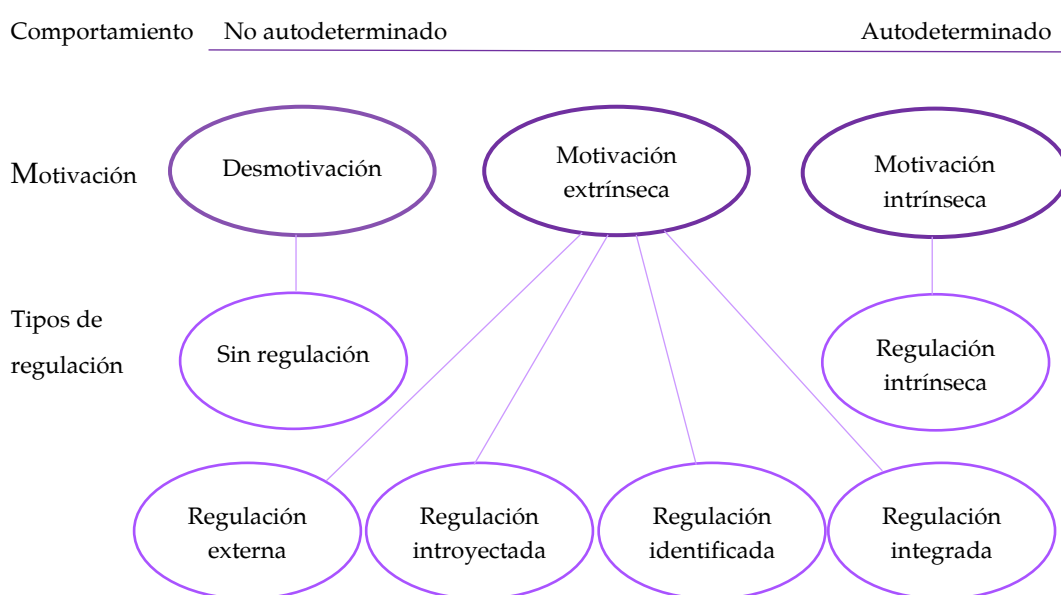 Comportamiento No autodeterminado Autodeterminado
Motivación
Desmotivación
Motivación
extrínseca
Motivación
intrínseca
Tipos de
regulación
Sin regulación
Regulación
intrínseca
Regulación
externa
Regulación
introyectada
Regulación
identificada
Regulación
integrada